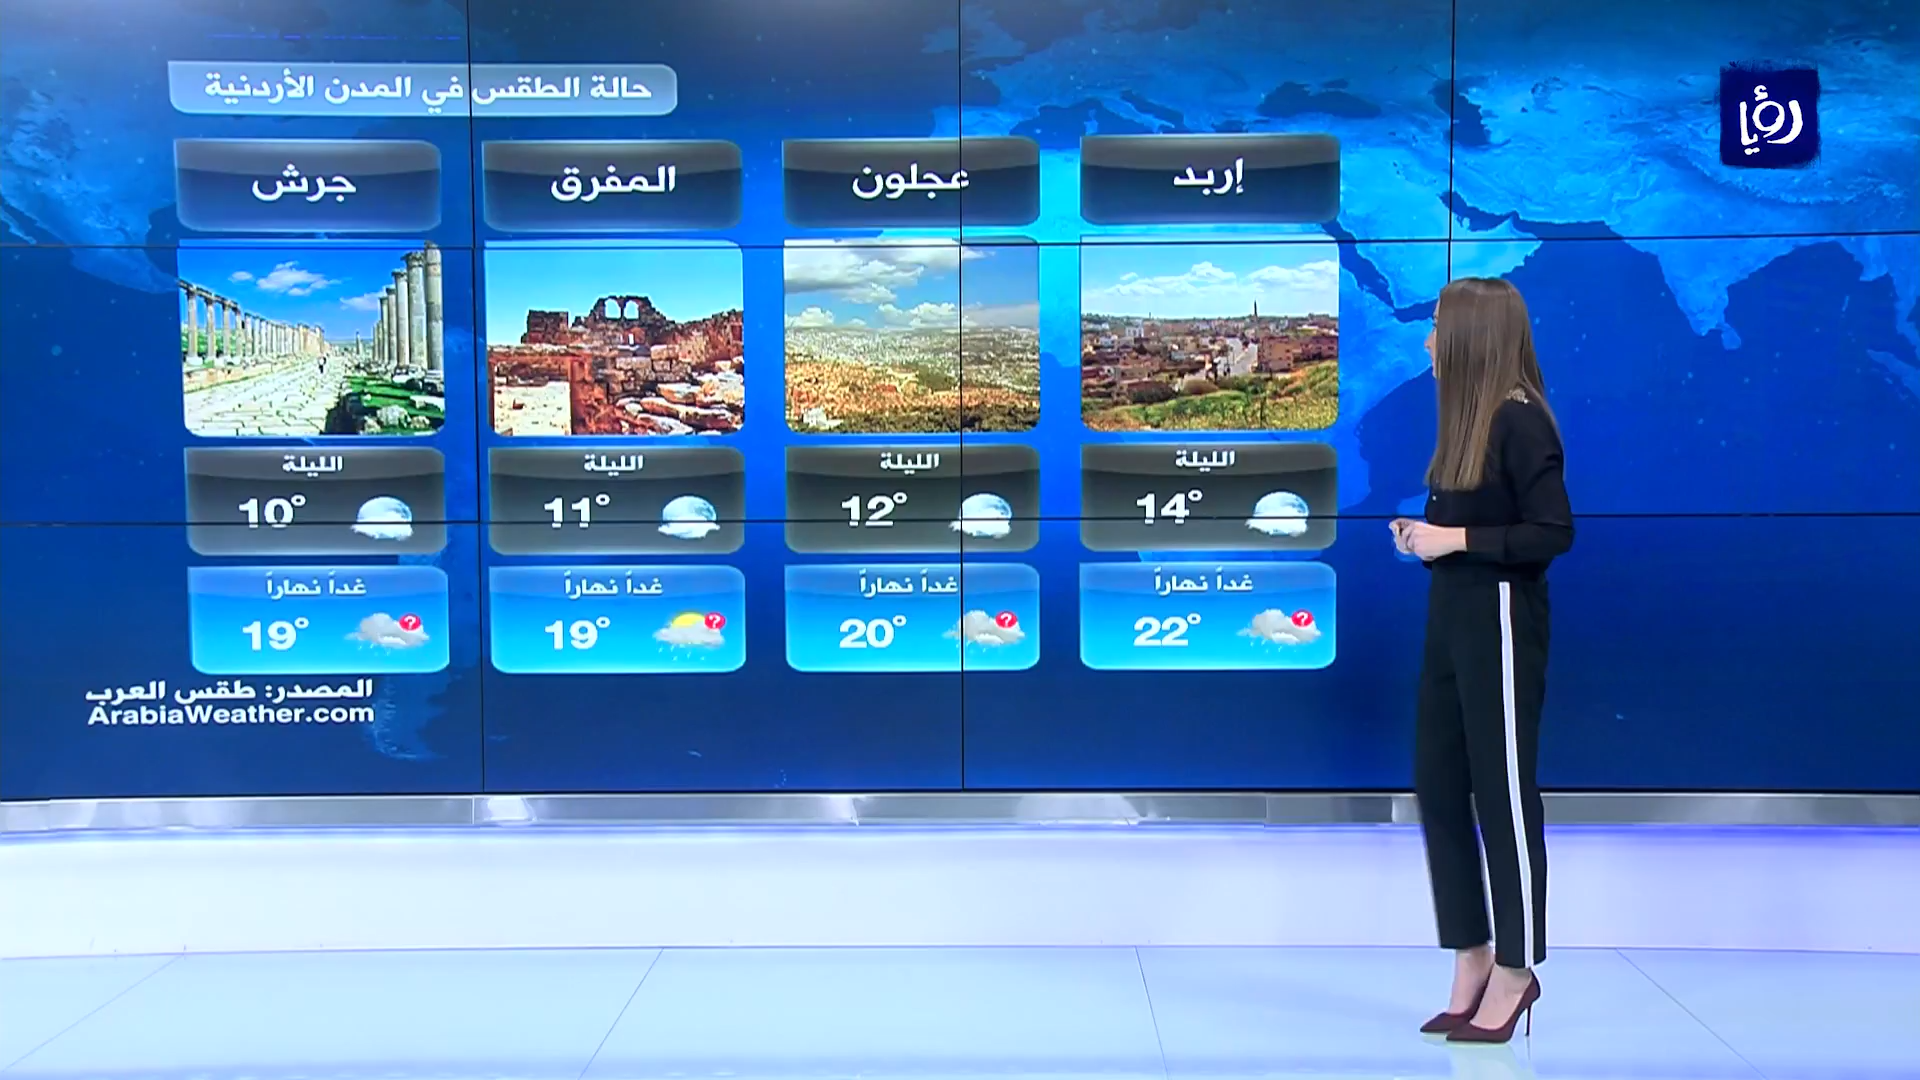 رؤيا
حالة الطقس في المدن الأردنية
إربد
عجلون
المفرق
جرش
الليلة
14°
الليلة
12°
الليلة
11°
الليلة
10°
غداً نهاراً
22°
?
غداً نهاراً
20°
?
غداً نهاراً
19°
?
غداً نهاراً
19°
?
المصدر: طقس العرب
ArabiaWeather.com